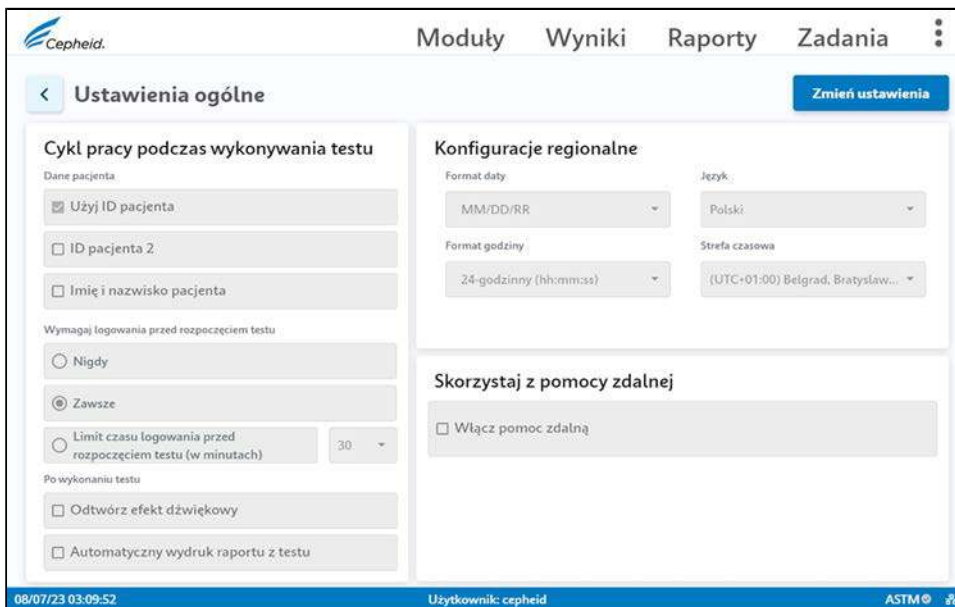 Cepheid.
Moduły Wyniki Raporty Zadania
Ustawienia ogólne
Zmień ustawienia
Cykl pracy podczas wykonywania testu
Dane pacjenta
Użyj ID pacjenta
ID pacjenta 2
Imię i nazwisko pacjenta
Wymagaj logowania przed rozpoczęciem testu
Nigdy
Zawsze
Limit czasu logowania przed
rozpoczęciem testu (w minutach)
30
Po wykonaniu testu
Odtwórz efekt dźwiękowy
Automatyczny wydruk raportu z testu
Konfiguracje regionalne
Format daty
Język
MM/DD/RR
Polski
Format godziny
Strefa czasowa
24-godzinny (hh:mm:ss)
(UTC+01:00) Belgrad, Bratysław...
Skorzystaj z pomocy zdalnej
Włącz pomoc zdalną
08/07/23 03:09:52
Użytkownik: cepheid
ASTM